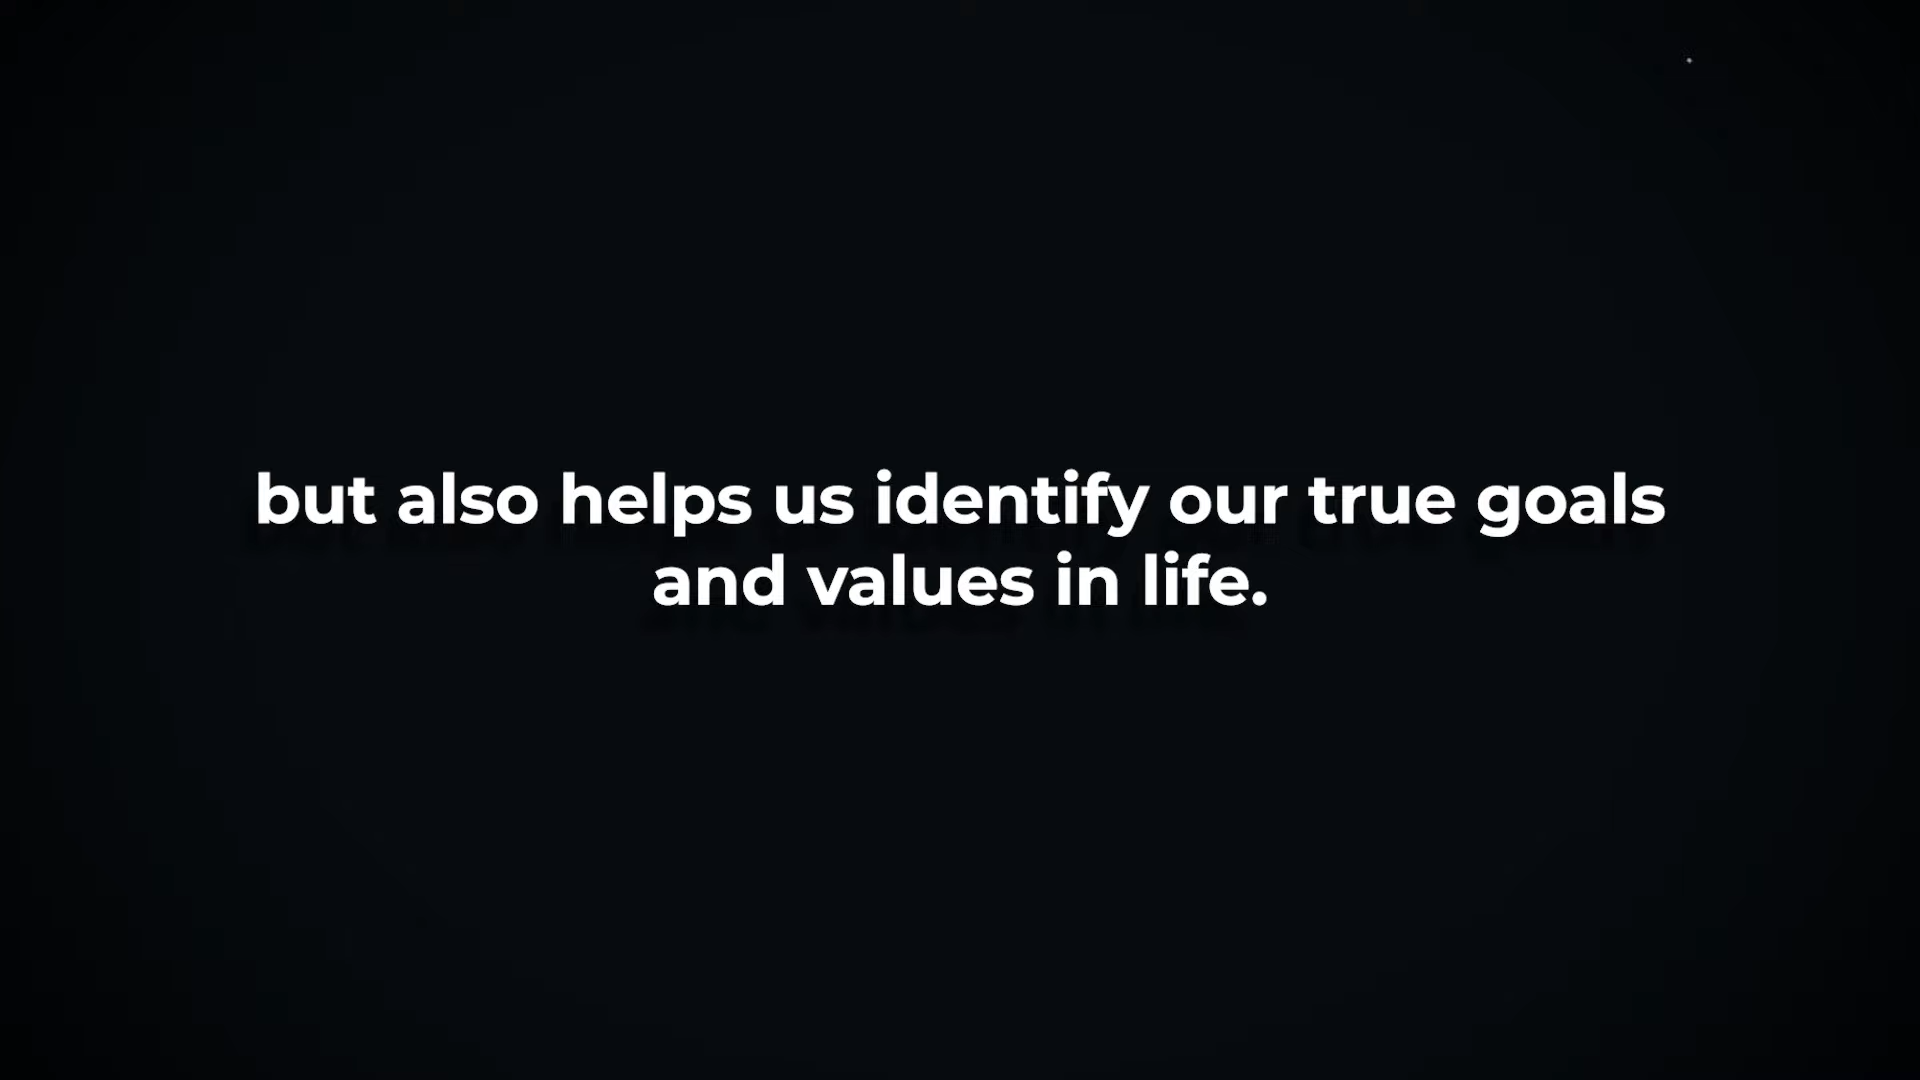 but also helps us identify our true goals
and values in life.